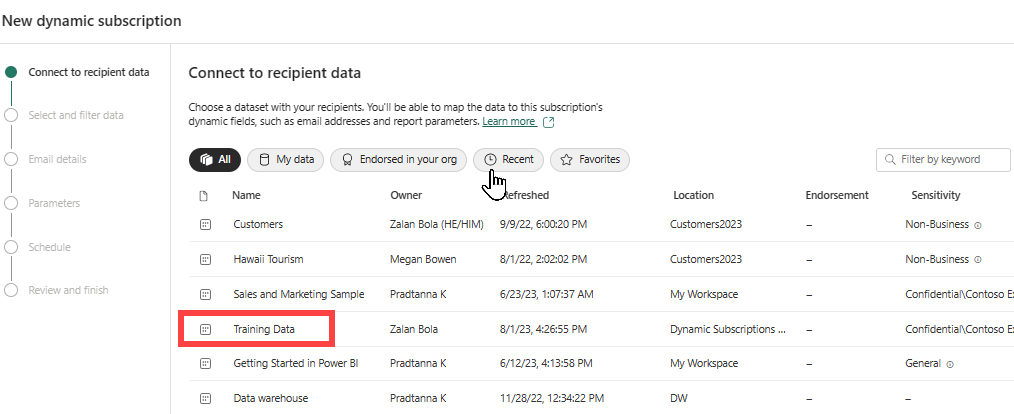 New dynamic subscription
Connect to recipient data
Select and filter data
Email details
Parameters
Schedule
Review and finish
Connect to recipient data
Choose a dataset with your recipients. You'll be able to map the data to this subscription's
dynamic fields, such as email addresses and report parameters. Learn more
All My data Endorsed in your org Recent Favorites Filter by keyword
Name Owner Refreshed Location Endorsement Sensitivity
Customers Zalan Bola (HE/HIM) 9/9/22, 6:00:20 PM Customers2023 – Non-Business
Hawaii Tourism Megan Bowen 8/1/22, 2:02:02 PM Customers2023 – Non-Business
Sales and Marketing Sample Pradtanna K 6/23/23, 1:07:37 AM My Workspace – Confidential\Contoso E
Training Data Zalan Bola 8/1/23, 4:26:55 PM Dynamic Subscriptions ... – Confidential\Contoso E
Getting Started in Power BI Pradtanna K 6/12/23, 4:13:58 PM My Workspace – General
Data warehouse Pradtanna K 11/28/22, 12:34:22 PM DW – –